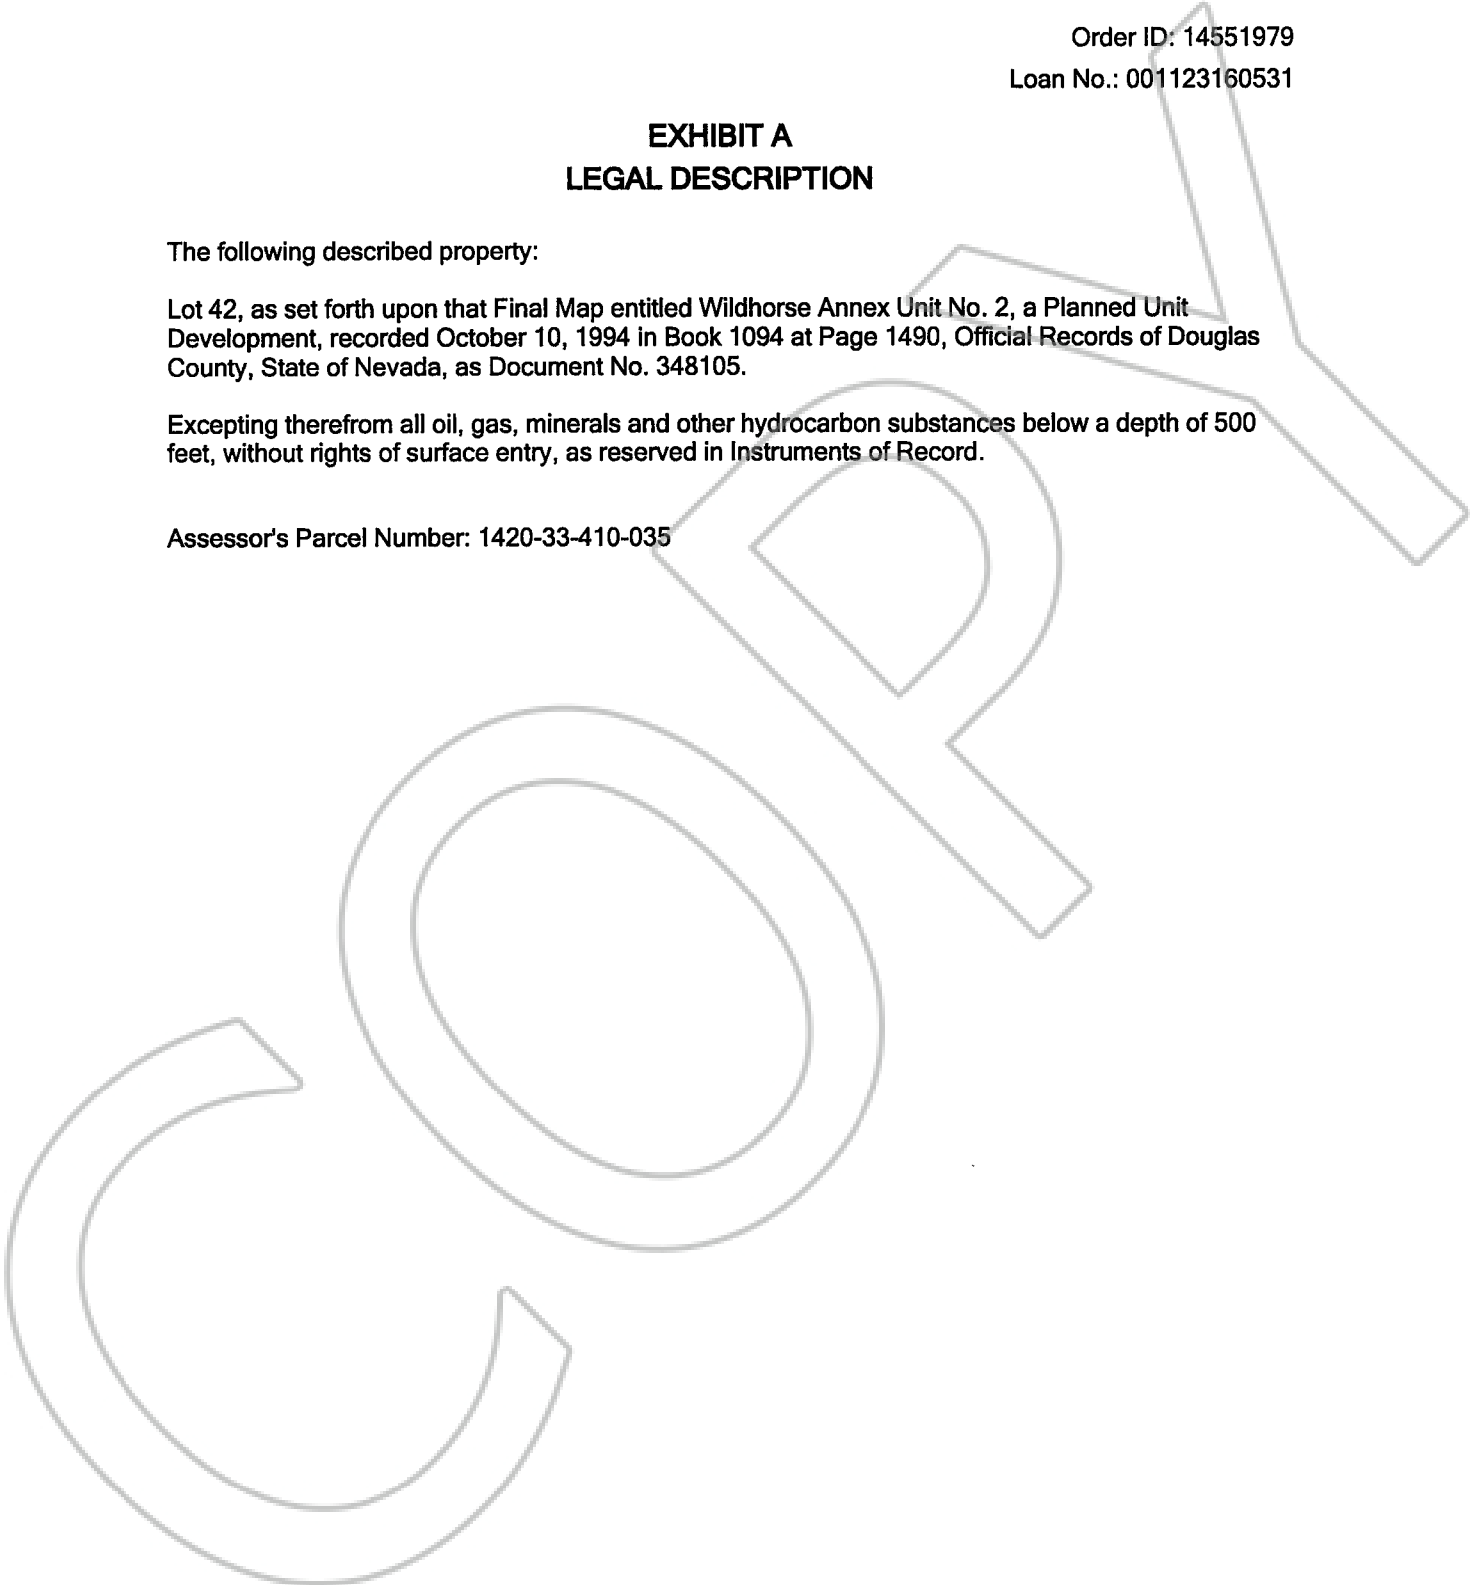 Order ID: 14551979
Loan No.: 001123160531
EXHIBIT A
LEGAL DESCRIPTION
The following described property:
Lot 42, as set forth upon that Final Map entitled Wildhorse Annex Unit No. 2, a Planned Unit
Development, recorded October 10, 1994 in Book 1094 at Page 1490, Official Records of Douglas
County, State of Nevada, as Document No. 348105.
Excepting therefrom all oil, gas, minerals and other hydrocarbon substances below a depth of 500
feet, without rights of surface entry, as reserved in Instruments of Record.
Assessor's Parcel Number: 1420-33-410-035
COPY